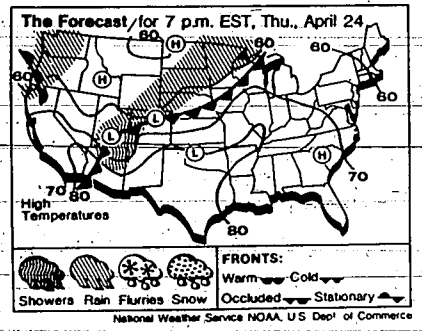 The Forecast/for 7 p.m. EST, Thu., April 24
60
H
60
60
60
H
60
L
L
L
H
70
70
80
80
High
Temperatures
Showers Rain Flurries Snow
FRONTS:
Warm Cold
Occluded Stationary
National Weather Service NOAA, U S Dept of Commerce